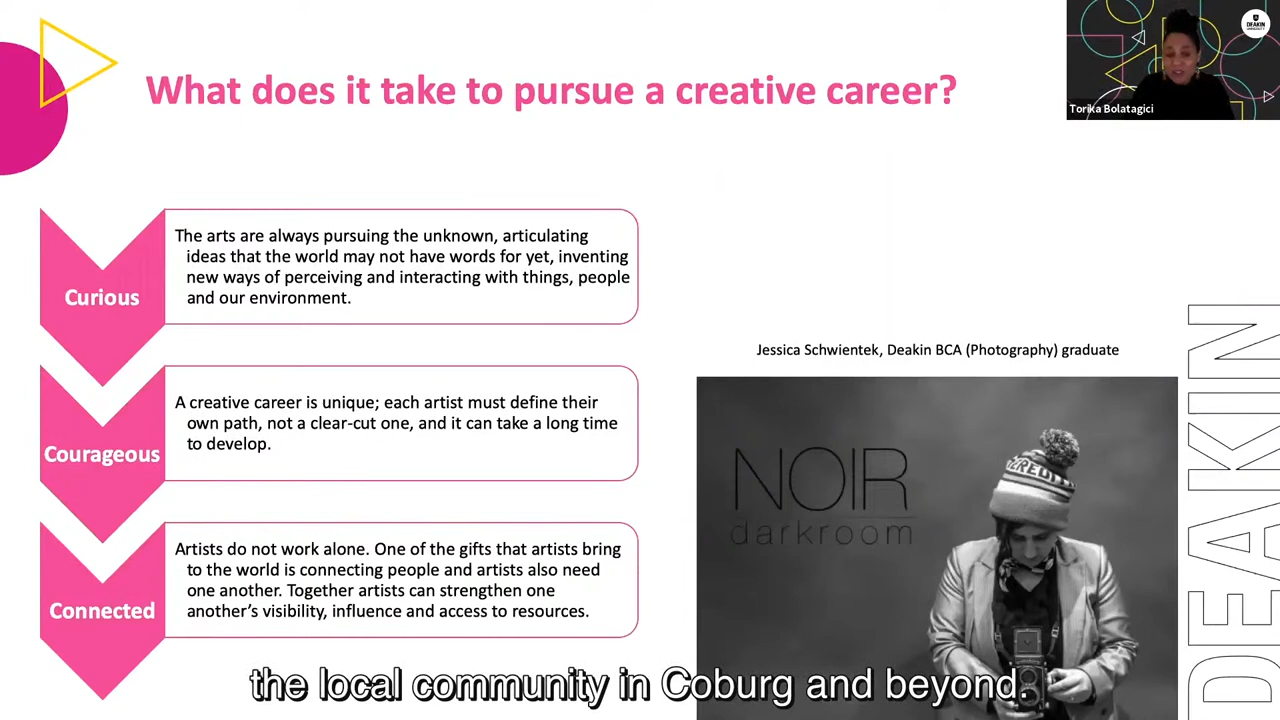 What does it take to pursue a creative career?
DEAKIN
UNIVERSITY
Torika Bolatagici
Curious
The arts are always pursuing the unknown, articulating
ideas that the world may not have words for yet, inventing
new ways of perceiving and interacting with things, people
and our environment.
Courageous
A creative career is unique; each artist must define their
own path, not a clear-cut one, and it can take a long time
to develop.
Connected
Artists do not work alone. One of the gifts that artists bring
to the world is connecting people and artists also need
one another. Together artists can strengthen one
another's visibility, influence and access to resources.
Jessica Schwientek, Deakin BCA (Photography) graduate
NOIR
darkroom
DEAKIN
the local community in Coburg and beyond.